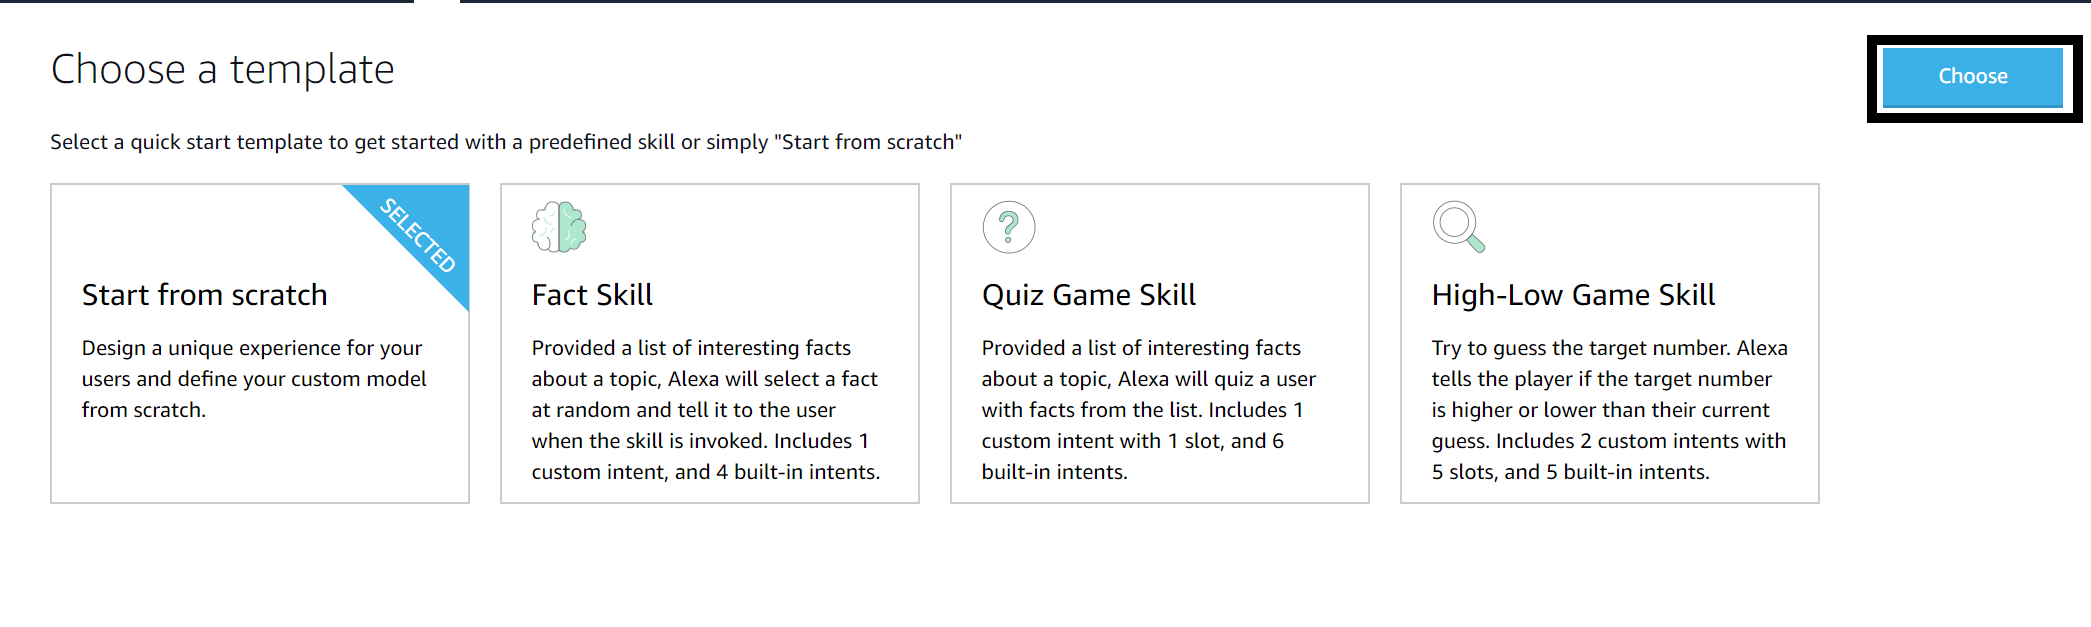 Choose a template
Choose
Select a quick start template to get started with a predefined skill or simply "Start from scratch"
SELECTED
Start from scratch
Design a unique experience for your
users and define your custom model
from scratch.
Fact Skill
Provided a list of interesting facts
about a topic, Alexa will select a fact
at random and tell it to the user
when the skill is invoked. Includes 1
custom intent, and 4 built-in intents.
?
Quiz Game Skill
Provided a list of interesting facts
about a topic, Alexa will quiz a user
with facts from the list. Includes 1
custom intent with 1 slot, and 6
built-in intents.
High-Low Game Skill
Try to guess the target number. Alexa
tells the player if the target number
is higher or lower than their current
guess. Includes 2 custom intents with
5 slots, and 5 built-in intents.